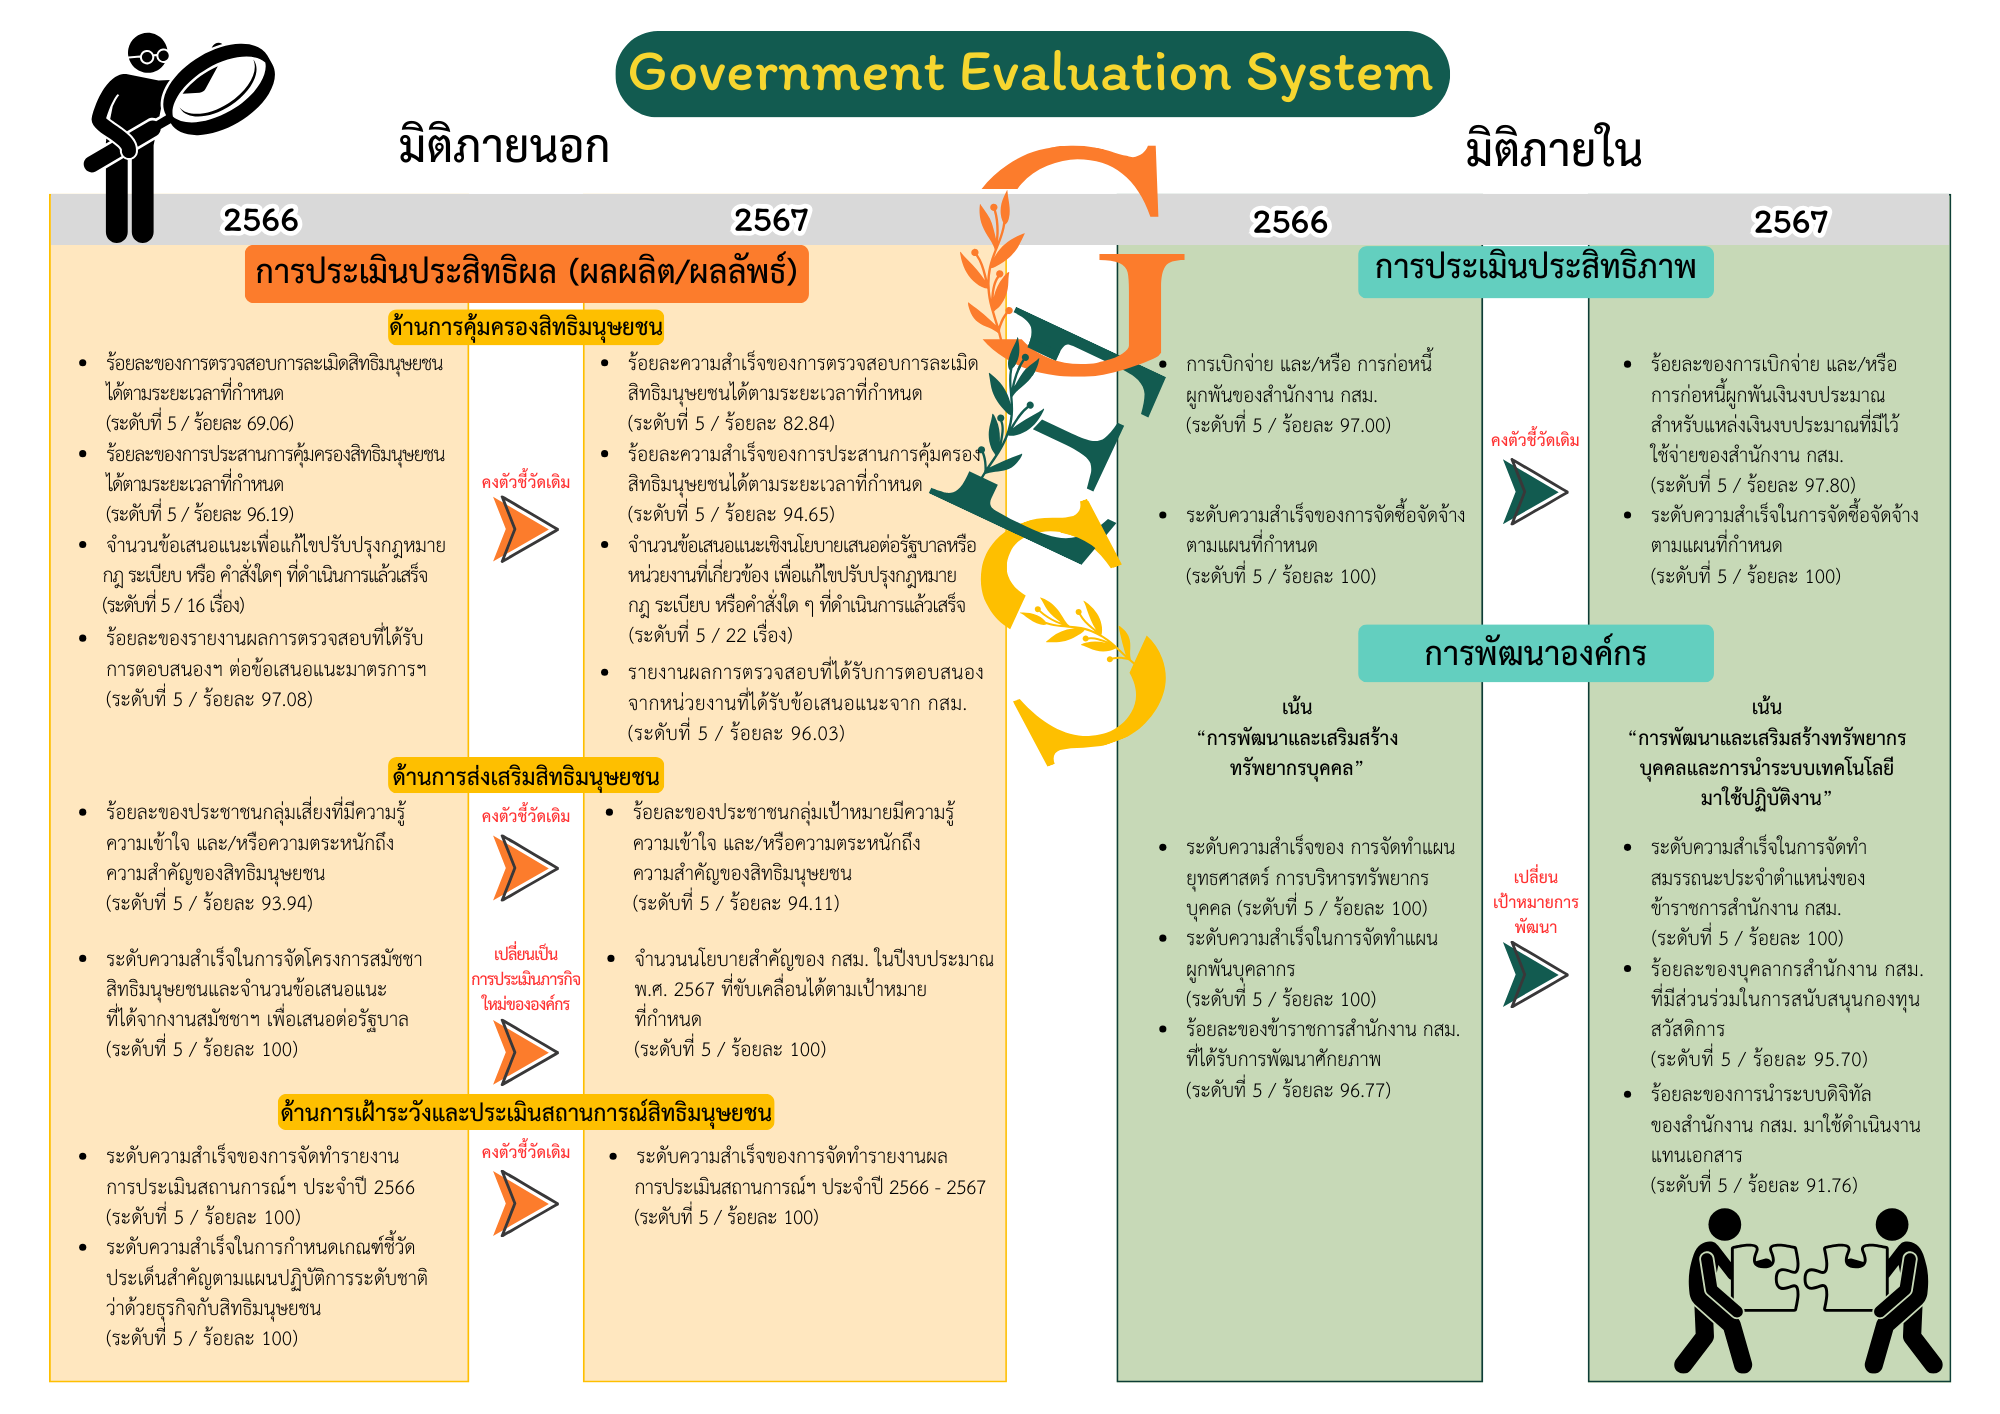 Government Evaluation System
มิติภายนอก
2566
2567
การประเมินประสิทธิผล (ผลผลิต/ผลลัพธ์)
ด้านการคุ้มครองสิทธิมนุษยชน
• ร้อยละของการตรวจสอบการละเมิดสิทธิมนุษยชน
ได้ตามระยะเวลาที่กำหนด
(ระดับที่ 5 / ร้อยละ 69.06)
• ร้อยละของการประสานการคุ้มครองสิทธิมนุษยชน
ได้ตามระยะเวลาที่กำหนด
(ระดับที่ 5 / ร้อยละ 96.19)
• จำนวนข้อเสนอแนะเพื่อแก้ไขปรับปรุงกฎหมาย
กฎ ระเบียบ หรือ คำสั่งใดๆ ที่ดำเนินการแล้วเสร็จ
(ระดับที่ 5 / 16 เรื่อง)
• ร้อยละของรายงานผลการตรวจสอบที่ได้รับ
การตอบสนองฯ ต่อข้อเสนอแนะมาตรการฯ
(ระดับที่ 5 / ร้อยละ 97.08)
คงตัวชี้วัดเดิม
• ร้อยละความสำเร็จของการตรวจสอบการละเมิด
สิทธิมนุษยชนได้ตามระยะเวลาที่กำหนด
(ระดับที่ 5 / ร้อยละ 82.84)
• ร้อยละความสำเร็จของการประสานการคุ้มครอง
สิทธิมนุษยชนได้ตามระยะเวลาที่กำหนด
(ระดับที่ 5 / ร้อยละ 94.65)
• จำนวนข้อเสนอแนะเชิงนโยบายเสนอต่อรัฐบาลหรือ
หน่วยงานที่เกี่ยวข้อง เพื่อแก้ไขปรับปรุงกฎหมาย
กฎ ระเบียบ หรือคำสั่งใด ๆ ที่ดำเนินการแล้วเสร็จ
(ระดับที่ 5 / 22 เรื่อง)
• รายงานผลการตรวจสอบที่ได้รับการตอบสนอง
จากหน่วยงานที่ได้รับข้อเสนอแนะจาก กสม.
(ระดับที่ 5 / ร้อยละ 96.03)
ด้านการส่งเสริมสิทธิมนุษยชน
• ร้อยละของประชาชนกลุ่มเสี่ยงที่มีความรู้
ความเข้าใจ และ/หรือความตระหนักถึง
ความสำคัญของสิทธิมนุษยชน
(ระดับที่ 5 / ร้อยละ 93.94)
คงตัวชี้วัดเดิม
• ร้อยละของประชาชนกลุ่มเป้าหมายมีความรู้
ความเข้าใจ และ/หรือความตระหนักถึง
ความสำคัญของสิทธิมนุษยชน
(ระดับที่ 5 / ร้อยละ 94.11)
• ระดับความสำเร็จในการจัดโครงการสมัชชา
สิทธิมนุษยชนและจำนวนข้อเสนอแนะ
ที่ได้จากงานสมัชชาฯ เพื่อเสนอต่อรัฐบาล
(ระดับที่ 5 / ร้อยละ 100)
เปลี่ยนเป็น
การประเมินภารกิจ
ใหม่ขององค์กร
• จำนวนนโยบายสำคัญของ กสม. ในปีงบประมาณ
พ.ศ. 2567 ที่ขับเคลื่อนได้ตามเป้าหมาย
ที่กำหนด
(ระดับที่ 5 / ร้อยละ 100)
ด้านการเฝ้าระวังและประเมินสถานการณ์สิทธิมนุษยชน
• ระดับความสำเร็จของการจัดทำรายงาน
การประเมินสถานการณ์ฯ ประจำปี 2566
(ระดับที่ 5 / ร้อยละ 100)
• ระดับความสำเร็จในการกำหนดเกณฑ์ชี้วัด
ประเด็นสำคัญตามแผนปฏิบัติการระดับชาติ
ว่าด้วยธุรกิจกับสิทธิมนุษยชน
(ระดับที่ 5 / ร้อยละ 100)
คงตัวชี้วัดเดิม
• ระดับความสำเร็จของการจัดทำรายงานผล
การประเมินสถานการณ์ฯ ประจำปี 2566 - 2567
(ระดับที่ 5 / ร้อยละ 100)
G
E
S
มิติภายใน
2566
2567
การประเมินประสิทธิภาพ
• การเบิกจ่าย และ/หรือ การก่อหนี้
ผูกพันของสำนักงาน กสม.
(ระดับที่ 5 / ร้อยละ 97.00)
• ระดับความสำเร็จของการจัดซื้อจัดจ้าง
ตามแผนที่กำหนด
(ระดับที่ 5 / ร้อยละ 100)
คงตัวชี้วัดเดิม
• ร้อยละของการเบิกจ่าย และ/หรือ
การก่อหนี้ผูกพันเงินงบประมาณ
สำหรับแหล่งเงินงบประมาณที่มีไว้
ใช้จ่ายของสำนักงาน กสม.
(ระดับที่ 5 / ร้อยละ 97.80)
• ระดับความสำเร็จในการจัดซื้อจัดจ้าง
ตามแผนที่กำหนด
(ระดับที่ 5 / ร้อยละ 100)
การพัฒนาองค์กร
เน้น
“การพัฒนาและเสริมสร้าง
ทรัพยากรบุคคล”
• ระดับความสำเร็จของ การจัดทำแผน
ยุทธศาสตร์ การบริหารทรัพยากร
บุคคล (ระดับที่ 5 / ร้อยละ 100)
• ระดับความสำเร็จในการจัดทำแผน
ผูกพันบุคลากร
(ระดับที่ 5 / ร้อยละ 100)
• ร้อยละของข้าราชการสำนักงาน กสม.
ที่ได้รับการพัฒนาศักยภาพ
(ระดับที่ 5 / ร้อยละ 96.77)
เปลี่ยน
เป้าหมายการ
พัฒนา
เน้น
“การพัฒนาและเสริมสร้างทรัพยากร
บุคคลและการนำระบบเทคโนโลยี
มาใช้ปฏิบัติงาน”
• ระดับความสำเร็จในการจัดทำ
สมรรถนะประจำตำแหน่งของ
ข้าราชการสำนักงาน กสม.
(ระดับที่ 5 / ร้อยละ 100)
• ร้อยละของบุคลากรสำนักงาน กสม.
ที่มีส่วนร่วมในการสนับสนุนกองทุน
สวัสดิการ
(ระดับที่ 5 / ร้อยละ 95.70)
• ร้อยละของการนำระบบดิจิทัล
ของสำนักงาน กสม. มาใช้ดำเนินงาน
แทนเอกสาร
(ระดับที่ 5 / ร้อยละ 91.76)